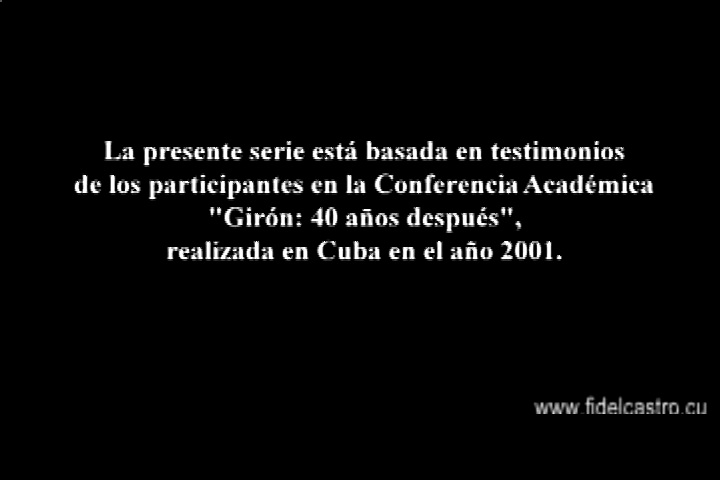 La presente serie está basada en testimonios
de los participantes en la Conferencia Académica
"Girón: 40 años después",
realizada en Cuba en el año 2001.
www.fidelcastro.cu